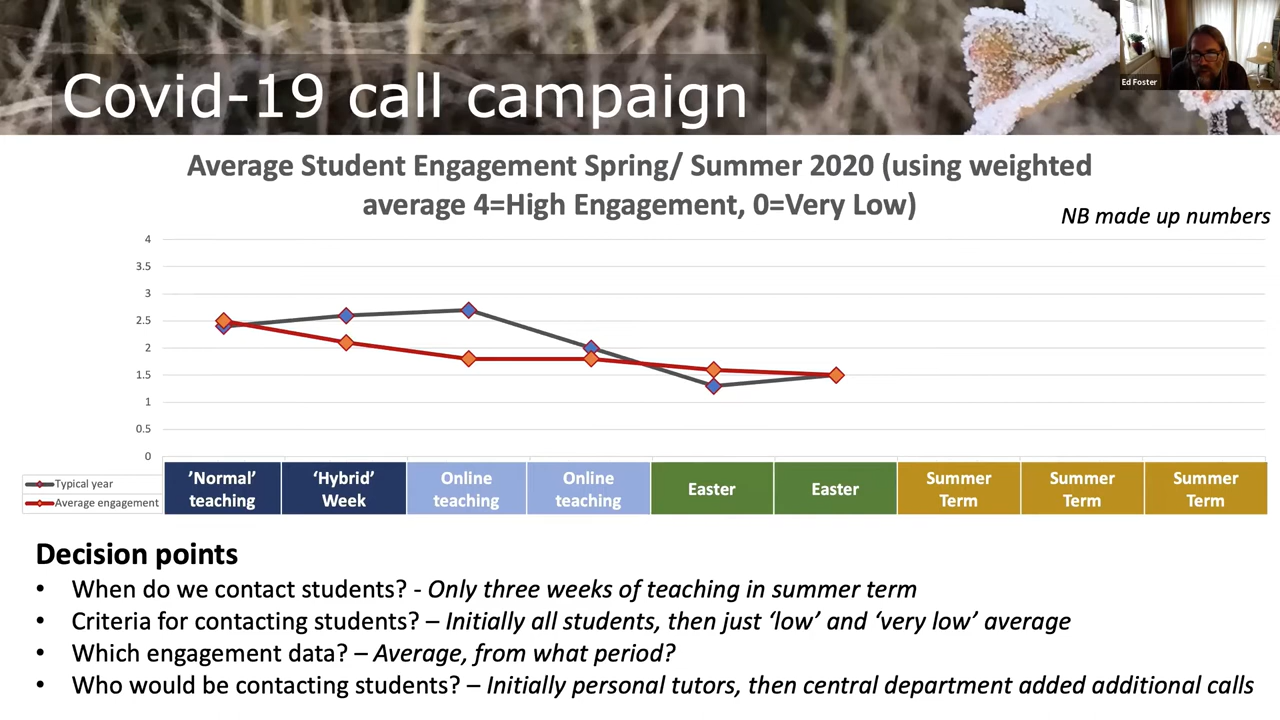 Covid-19 call campaign
Ed Foster
Average Student Engagement Spring/ Summer 2020 (using weighted
average 4=High Engagement, 0=Very Low)
NB made up numbers
4
3.5
3
2.5
2
1.5
1
0.5
0
’Normal’ teaching
‘Hybrid’ Week
Online teaching
Online teaching
Easter
Easter
Summer Term
Summer Term
Summer Term
Typical year
Average engagement
Decision points
• When do we contact students? - Only three weeks of teaching in summer term
• Criteria for contacting students? – Initially all students, then just ‘low’ and ‘very low’ average
• Which engagement data? – Average, from what period?
• Who would be contacting students? – Initially personal tutors, then central department added additional calls